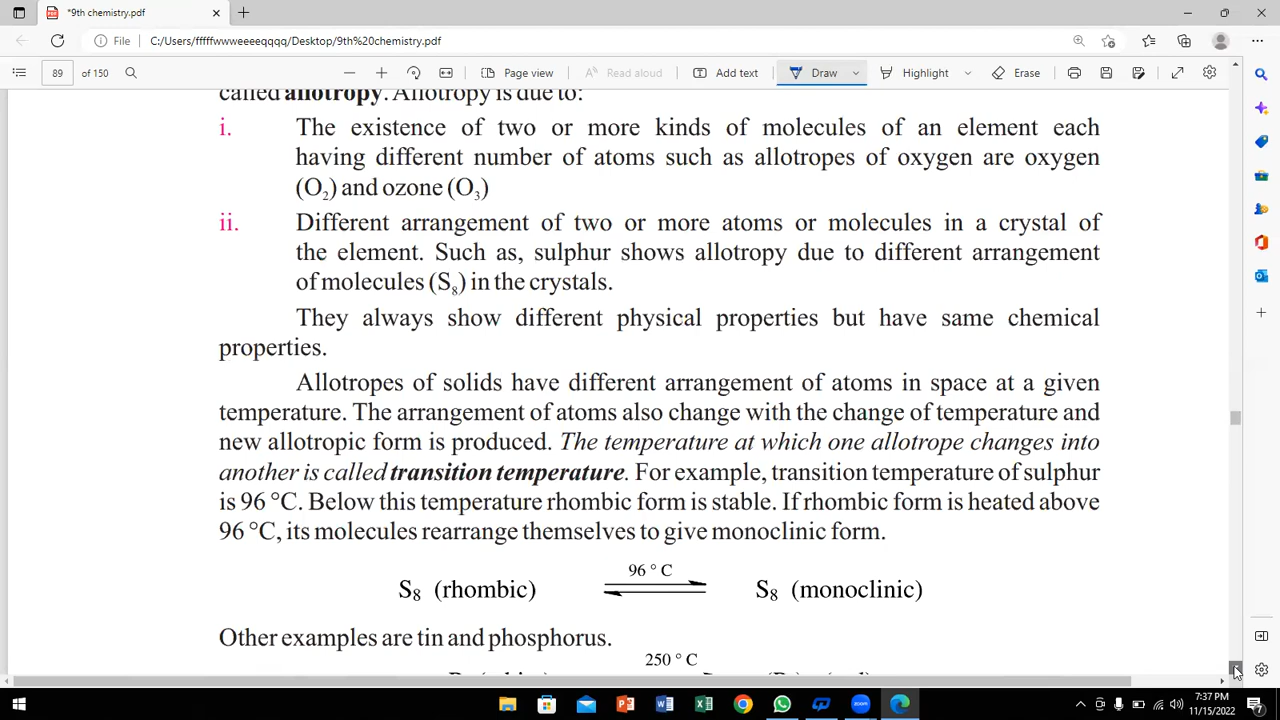 *9th chemistry.pdf
File C:/Users/fffffwwweeeeqqqq/Desktop/9th%20chemistry.pdf
89 of 150 Page view Read aloud Add text Draw Highlight Erase
called allotropy. Allotropy is due to:
i. The existence of two or more kinds of molecules of an element each
having different number of atoms such as allotropes of oxygen are oxygen
(O₂) and ozone (O₃)
ii. Different arrangement of two or more atoms or molecules in a crystal of
the element. Such as, sulphur shows allotropy due to different arrangement
of molecules (S₈) in the crystals.
They always show different physical properties but have same chemical
properties.
Allotropes of solids have different arrangement of atoms in space at a given
temperature. The arrangement of atoms also change with the change of temperature and
new allotropic form is produced. The temperature at which one allotrope changes into
another is called transition temperature. For example, transition temperature of sulphur
is 96 °C. Below this temperature rhombic form is stable. If rhombic form is heated above
96 °C, its molecules rearrange themselves to give monoclinic form.
96 ° C
S₈ (rhombic) ⇌ S₈ (monoclinic)
Other examples are tin and phosphorus.
250 ° C
7:37 PM
11/15/2022